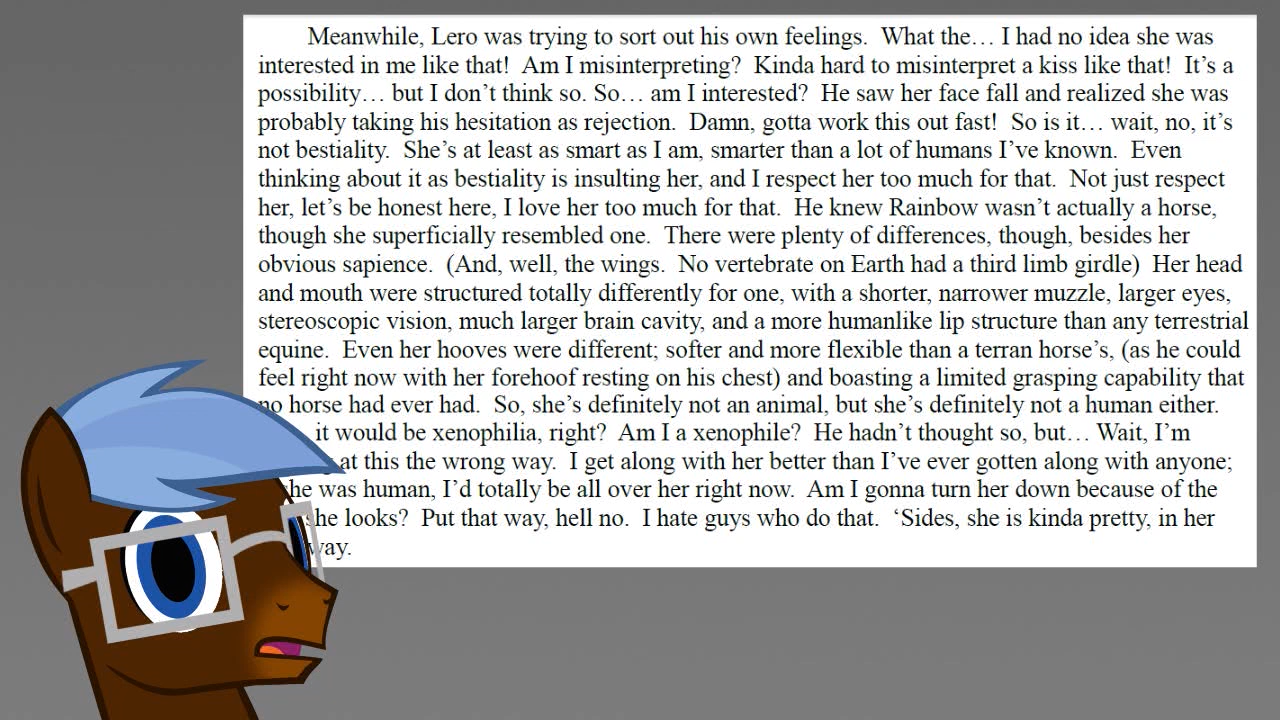 Meanwhile, Lero was trying to sort out his own feelings.  What the… I had no idea she was
interested in me like that!  Am I misinterpreting?  Kinda hard to misinterpret a kiss like that!  It’s a
possibility… but I don’t think so. So… am I interested?  He saw her face fall and realized she was
probably taking his hesitation as rejection.  Damn, gotta work this out fast!  So is it… wait, no, it’s
not bestiality.  She’s at least as smart as I am, smarter than a lot of humans I’ve known.  Even
thinking about it as bestiality is insulting her, and I respect her too much for that.  Not just respect
her, let’s be honest here, I love her too much for that.  He knew Rainbow wasn’t actually a horse,
though she superficially resembled one.  There were plenty of differences, though, besides her
obvious sapience.  (And, well, the wings.  No vertebrate on Earth had a third limb girdle)  Her head
and mouth were structured totally differently for one, with a shorter, narrower muzzle, larger eyes,
stereoscopic vision, much larger brain cavity, and a more humanlike lip structure than any terrestrial
equine.  Even her hooves were different; softer and more flexible than a terran horse’s, (as he could
feel right now with her forehoof resting on his chest) and boasting a limited grasping capability that
no horse had ever had.  So, she’s definitely not an animal, but she’s definitely not a human either.
it would be xenophilia, right?  Am I a xenophile?  He hadn’t thought so, but… Wait, I’m
at this the wrong way.  I get along with her better than I’ve ever gotten along with anyone;
she was human, I’d totally be all over her right now.  Am I gonna turn her down because of the
she looks?  Put that way, hell no.  I hate guys who do that.  ‘Sides, she is kinda pretty, in her
way.